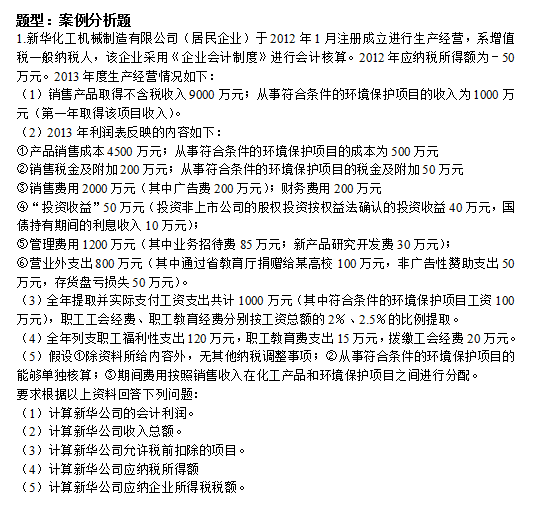 题型：案例分析题
1.新华化工机械制造有限公司（居民企业）于 2012 年 1 月注册成立进行生产经营，系增值
税一般纳税人，该企业采用《企业会计制度》进行会计核算。2012 年应纳税所得额为－50
万元。2013 年度生产经营情况如下：
（1）销售产品取得不含税收入 9000 万元；从事符合条件的环境保护项目的收入为 1000 万
元（第一年取得该项目收入）。
（2）2013 年利润表反映的内容如下：
①产品销售成本 4500 万元；从事符合条件的环境保护项目的成本为 500 万元
②销售税金及附加 200 万元；从事符合条件的环境保护项目的税金及附加 50 万元
③销售费用 2000 万元（其中广告费 200 万元）；财务费用 200 万元
④“投资收益”50 万元（投资非上市公司的股权投资按权益法确认的投资收益 40 万元，国
债持有期间的利息收入 10 万元）；
⑤管理费用 1200 万元（其中业务招待费 85 万元；新产品研究开发费 30 万元）；
⑥营业外支出 800 万元（其中通过省教育厅捐赠给某高校 100 万元，非广告性赞助支出 50
万元，存货盘亏损失 50 万元）。
（3）全年提取并实际支付工资支出共计 1000 万元（其中符合条件的环境保护项目工资 100
万元），职工工会经费、职工教育经费分别按工资总额的 2%、2.5%的比例提取。
（4）全年列支职工福利性支出 120 万元，职工教育费支出 15 万元，拨缴工会经费 20 万元。
（5）假设①除资料所给内容外，无其他纳税调整事项；②从事符合条件的环境保护项目的
能够单独核算；③期间费用按照销售收入在化工产品和环境保护项目之间进行分配。
要求根据以上资料回答下列问题：
（1）计算新华公司的会计利润。
（2）计算新华公司收入总额。
（3）计算新华公司允许税前扣除的项目。
（4）计算新华公司应纳税所得额
（5）计算新华公司应纳企业所得税税额。